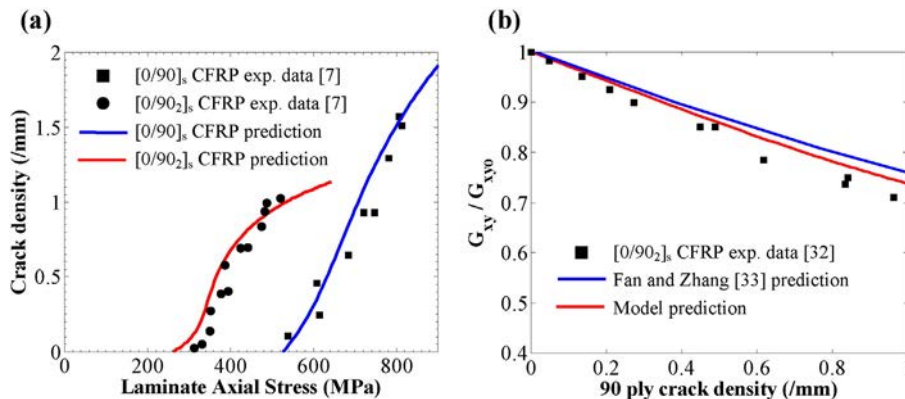 (a)
2
1.5
1
0.5
0
Crack density (/mm)
[0/90]s CFRP exp. data [7]
[0/90₂]s CFRP exp. data [7]
[0/90]s CFRP prediction
[0/90₂]s CFRP prediction
0 200 400 600 800
Laminate Axial Stress (MPa)
(b)
1
0.9
0.8
0.7
0.6
0.5
0.4
Gxy / Gxyo
[0/90₂]s CFRP exp. data [32]
Fan and Zhang [33] prediction
Model prediction
0 0.2 0.4 0.6 0.8
90 ply crack density (/mm)